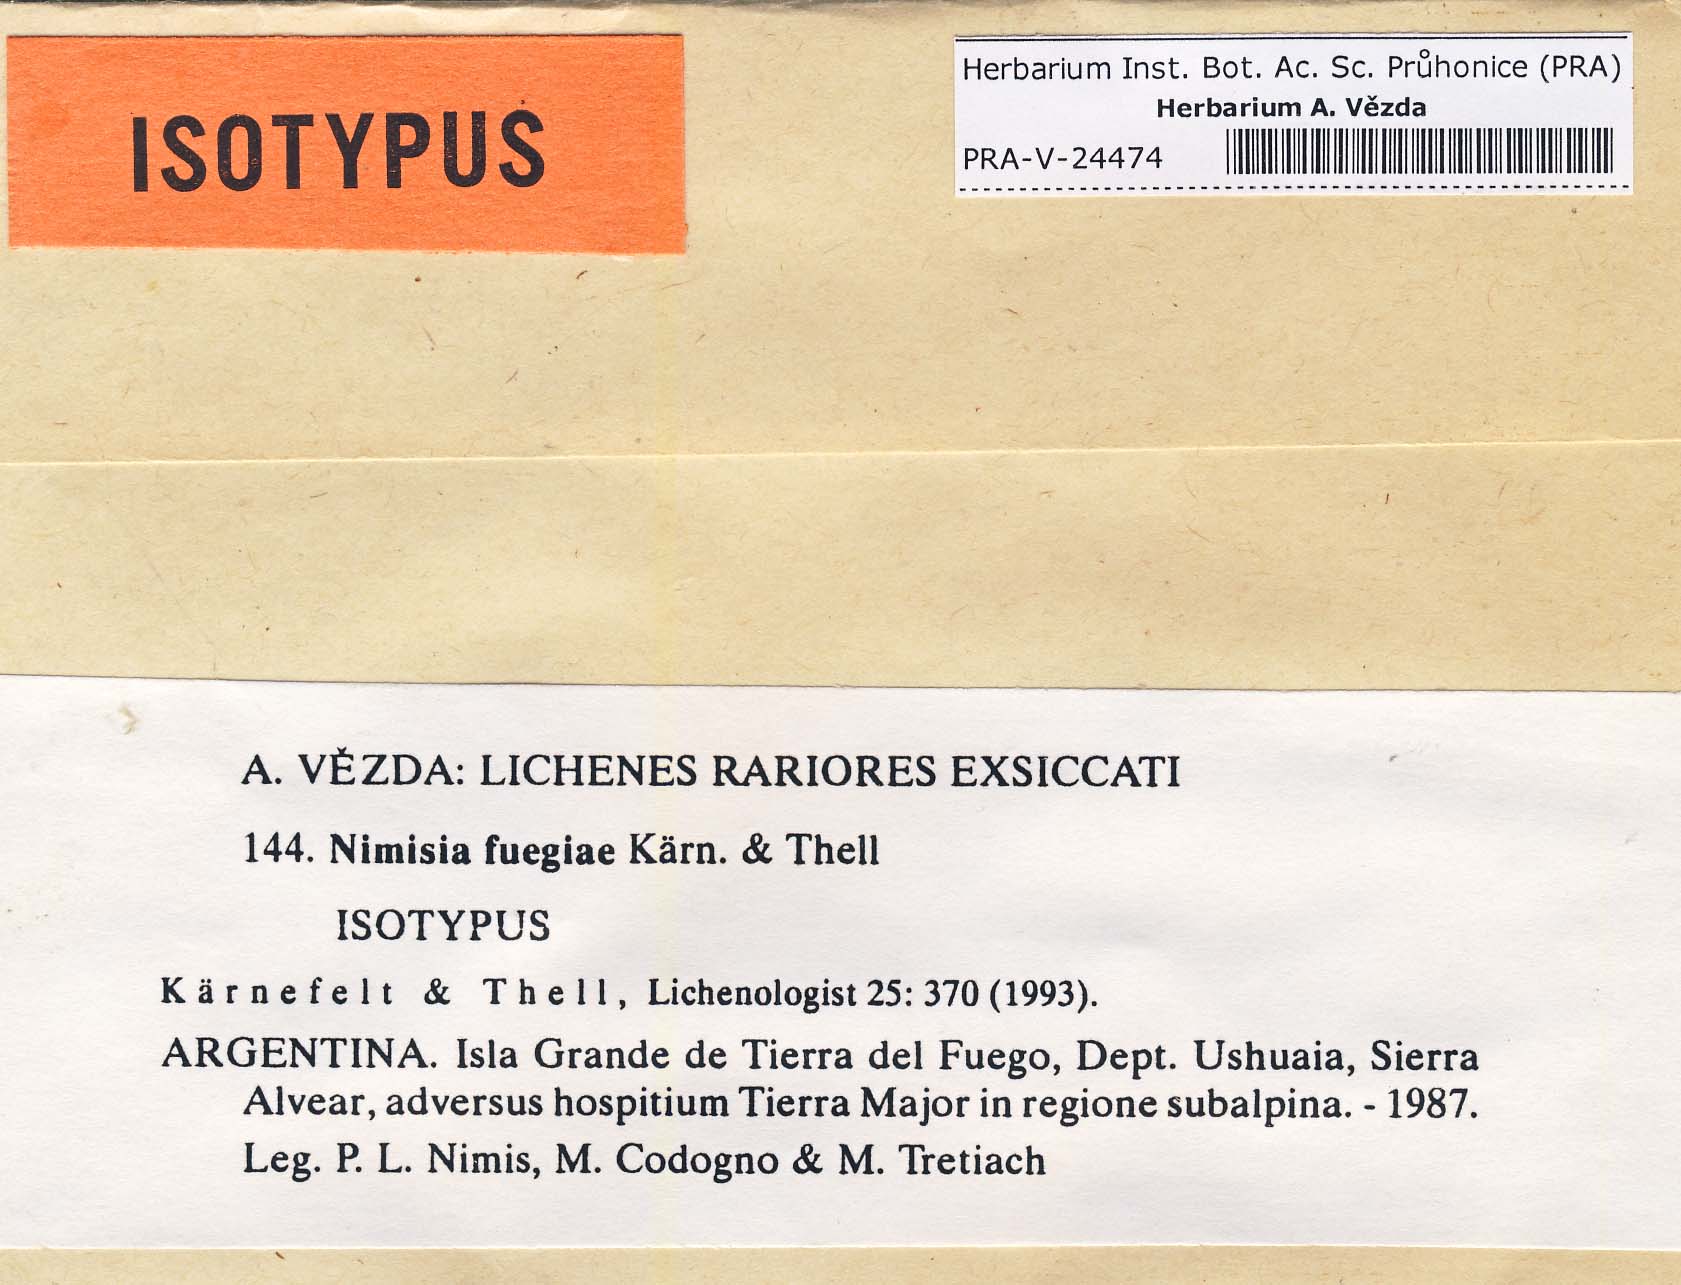 ISOTYPUS
Herbarium Inst. Bot. Ac. Sc. Průhonice (PRA)
Herbarium A. Vězda
PRA-V-24474
A. VĚZDA: LICHENES RARIORES EXSICCATI
144. Nimisia fuegiae Kärn. & Thell
ISOTYPUS
Kärnefelt & Thell, Lichenologist 25: 370 (1993).
ARGENTINA. Isla Grande de Tierra del Fuego, Dept. Ushuaia, Sierra
Alvear, adversus hospitium Tierra Major in regione subalpina. - 1987.
Leg. P. L. Nimis, M. Codogno & M. Tretiach